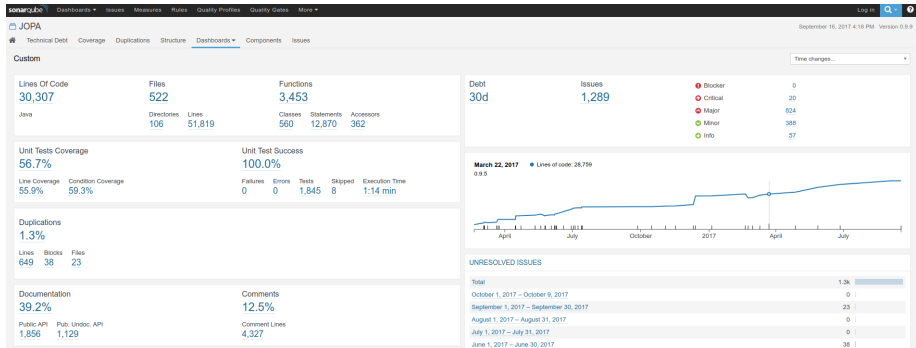 sonarqube Dashboards Issues Measures Rules Quality Profiles Quality Gates More Log in
JOPA
September 16, 2017 4:18 PM Version 0.9.9
Technical Debt Coverage Duplications Structure Dashboards Components Issues
Custom
Time changes...
Lines Of Code Files Functions
30,307 522 3,453
Java Directories Lines Classes Statements Accessors
106 51,819 560 12,870 362
Unit Tests Coverage Unit Test Success
56.7% 100.0%
Line Coverage Condition Coverage Failures Errors Tests Skipped Execution Time
55.9% 59.3% 0 0 1,845 8 1:14 min
Duplications
1.3%
Lines Blocks Files
649 38 23
Documentation Comments
39.2% 12.5%
Public API Pub. Undoc. API Comment Lines
1,856 1,129 4,327
Debt Issues
30d 1,289
Blocker 0
Critical 20
Major 824
Minor 388
Info 57
March 22, 2017 Lines of code: 28,759
0.9.5
April July October 2017 April July
UNRESOLVED ISSUES
Total 1.3k
October 1, 2017 – October 9, 2017 0
September 1, 2017 – September 30, 2017 23
August 1, 2017 – August 31, 2017 0
July 1, 2017 – July 31, 2017 0
June 1, 2017 – June 30, 2017 38